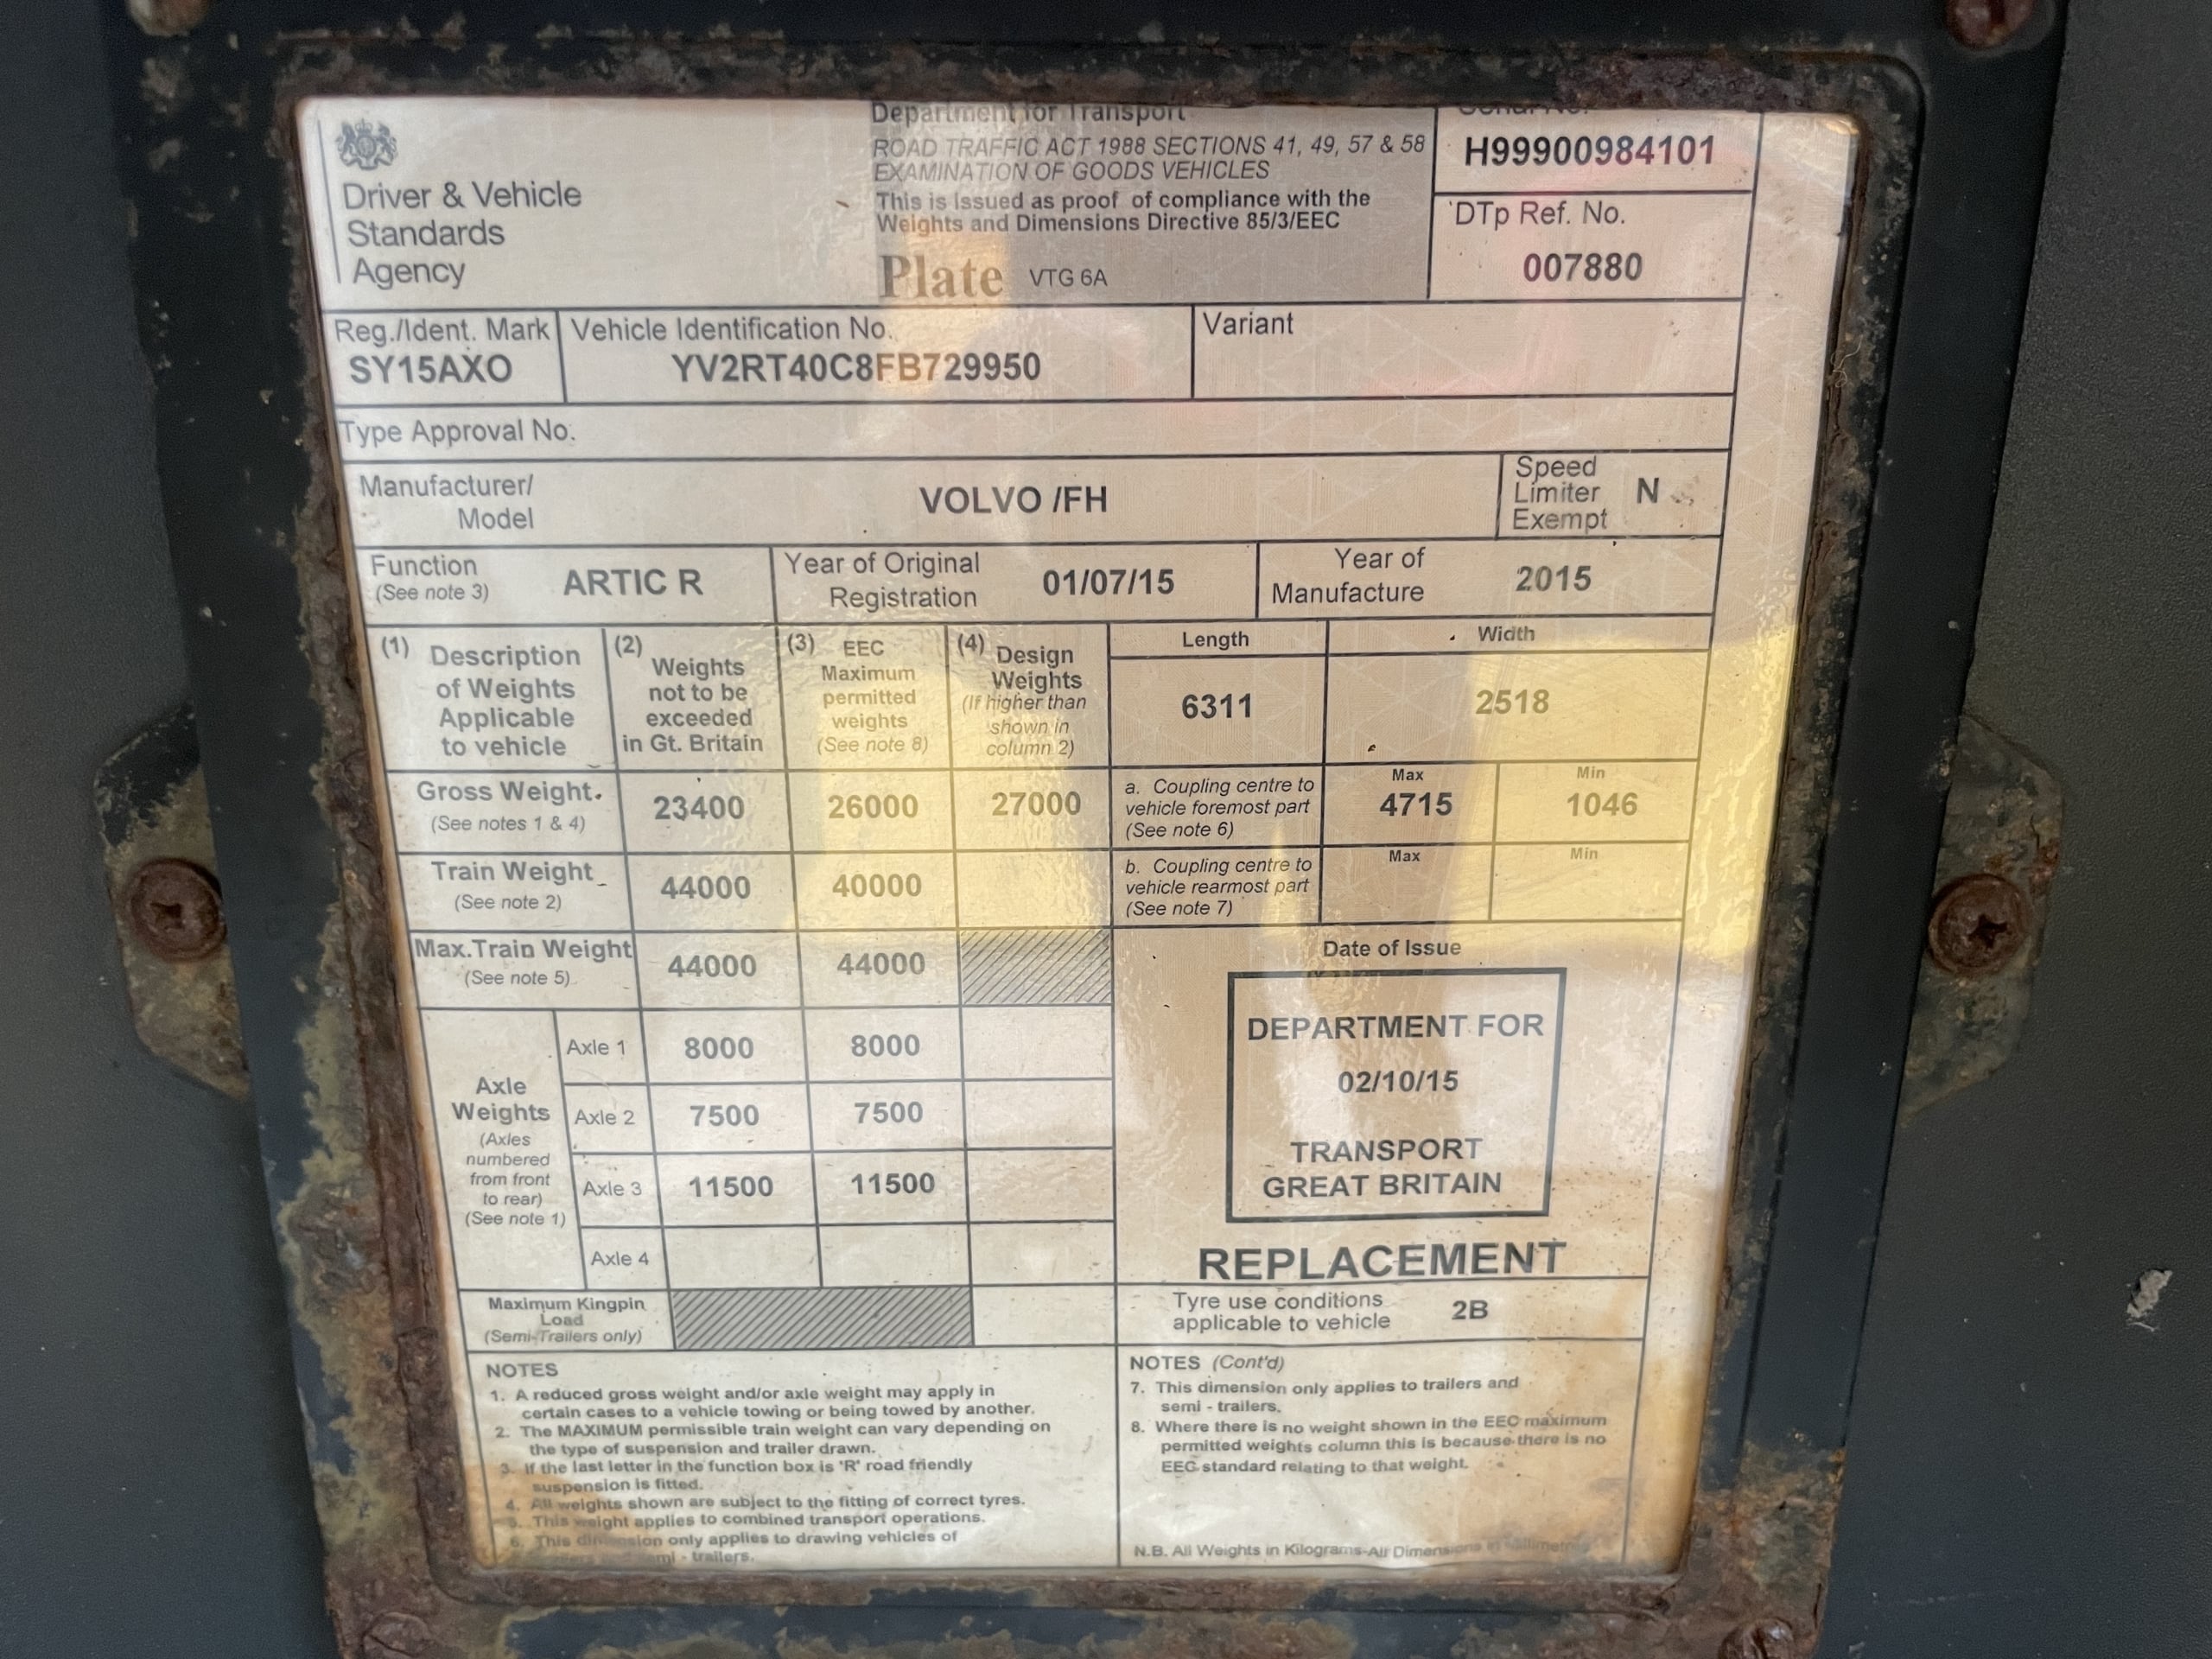 Driver & Vehicle
Standards
Agency
Department for Transport
ROAD TRAFFIC ACT 1988 SECTIONS 41, 49, 57 & 58
EXAMINATION OF GOODS VEHICLES
This is Issued as proof of compliance with the
Weights and Dimensions Directive 85/3/EEC
Plate VTG 6A
Serial No.
H99900984101
DTp Ref. No.
007880
Reg./Ident. Mark
SY15AXO
Vehicle Identification No.
YV2RT40C8FB729950
Variant
Type Approval No.
Manufacturer/
Model
VOLVO /FH
Speed
Limiter
Exempt
N
Function
(See note 3)
ARTIC R
Year of Original
Registration
01/07/15
Year of
Manufacture
2015
(1) Description
of Weights
Applicable
to vehicle
(2) Weights
not to be
exceeded
in Gt. Britain
(3) EEC
Maximum
permitted
weights
(See note 8)
(4) Design
Weights
(If higher than
shown in
column 2)
Length
6311
Width
2518
Gross Weight.
(See notes 1 & 4)
23400
26000
27000
a. Coupling centre to
vehicle foremost part
(See note 6)
Max
4715
Min
1046
Train Weight
(See note 2)
44000
40000
b. Coupling centre to
vehicle rearmost part
(See note 7)
Max
Min
Max.Train Weight
(See note 5)
44000
44000
Axle
Weights
(Axles
numbered
from front
to rear)
(See note 1)
Axle 1
8000
8000
Axle 2
7500
7500
Axle 3
11500
11500
Axle 4
Maximum Kingpin
Load
(Semi-Trailers only)
Date of Issue
DEPARTMENT FOR
02/10/15
TRANSPORT
GREAT BRITAIN
REPLACEMENT
Tyre use conditions
applicable to vehicle
2B
NOTES
1. A reduced gross weight and/or axle weight may apply in
certain cases to a vehicle towing or being towed by another.
2. The MAXIMUM permissible train weight can vary depending on
the type of suspension and trailer drawn.
3. If the last letter in the function box is 'R' road friendly
suspension is fitted.
4. All weights shown are subject to the fitting of correct tyres.
5. This weight applies to combined transport operations.
6. This dimension only applies to drawing vehicles of
semi - trailers.
NOTES (Cont'd)
7. This dimension only applies to trailers and
semi - trailers.
8. Where there is no weight shown in the EEC maximum
permitted weights column this is because there is no
EEC standard relating to that weight.
N.B. All Weights in Kilograms-All Dimensions in Millimetres